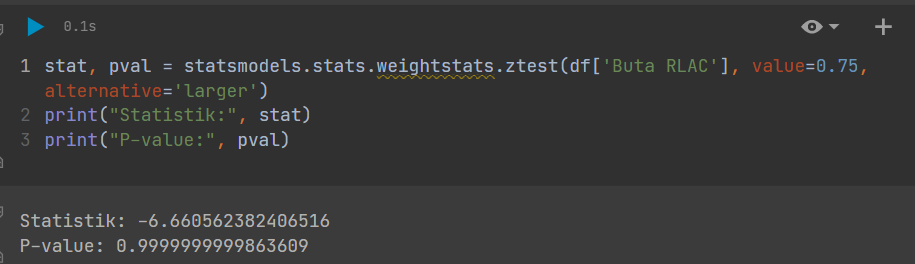 0.1s
1 stat, pval = statsmodels.stats.weightstats.ztest(df['Buta RLAC'], value=0.75,
alternative='larger')
2 print("Statistik:", stat)
3 print("P-value:", pval)
Statistik: -6.660562382406516
P-value: 0.9999999999863609